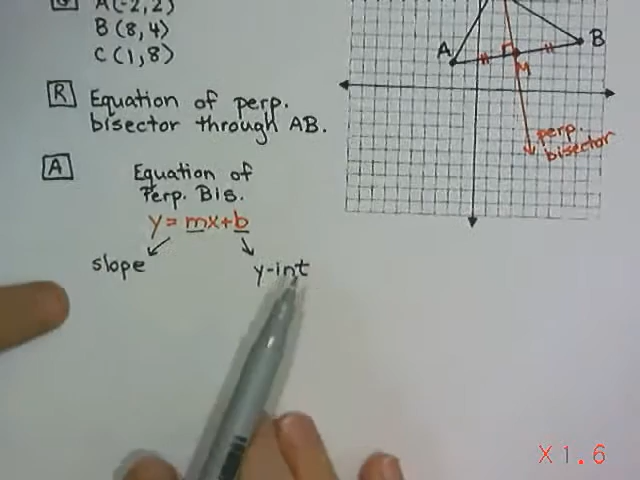 G A(-2,2)
B(8,4)
C(1,8)
R Equation of perp.
bisector through AB.
A Equation of
Perp. Bis.
y=mx+b
slope
y-int
A
B
M
perp.
bisector
X1.6